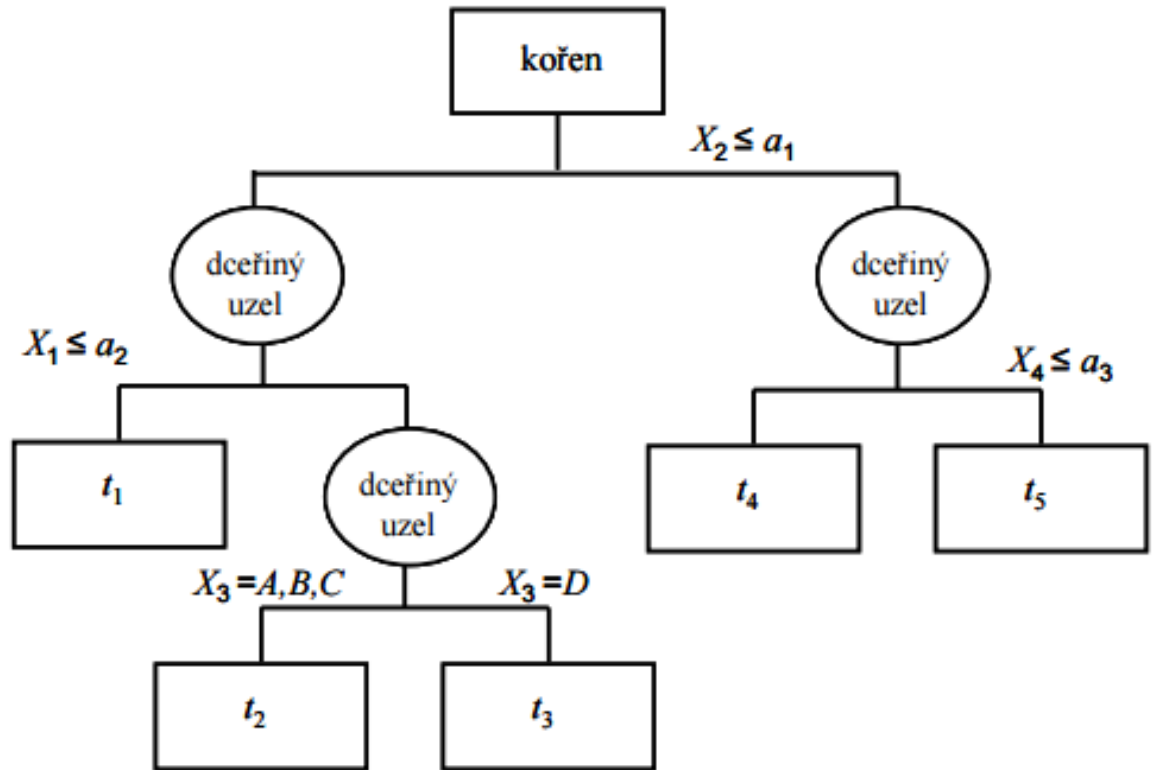 kořen
X₂ ≤ a₁
dceřiný
uzel
dceřiný
uzel
X₁ ≤ a₂
X₄ ≤ a₃
t₁
dceřiný
uzel
t₄
t₅
X₃ =A,B,C
X₃ =D
t₂
t₃